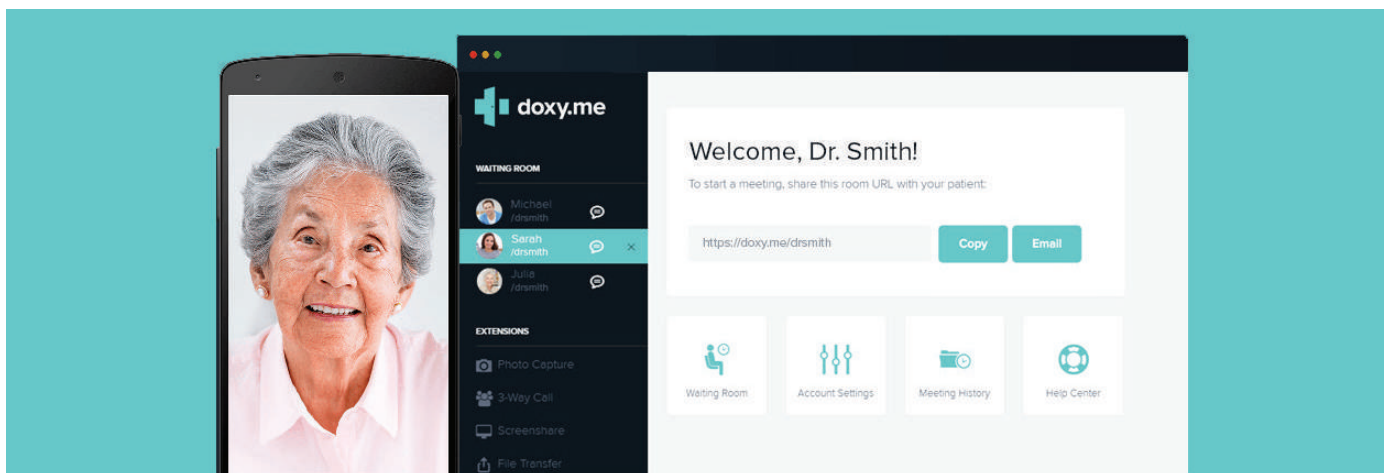 doxy.me
WAITING ROOM
Michael
/drsmith
Sarah
/drsmith
Julia
/drsmith
EXTENSIONS
Photo Capture
3-Way Call
Screenshare
File Transfer
Welcome, Dr. Smith!
To start a meeting, share this room URL with your patient:
https://doxy.me/drsmith
Copy
Email
Waiting Room
Account Settings
Meeting History
Help Center